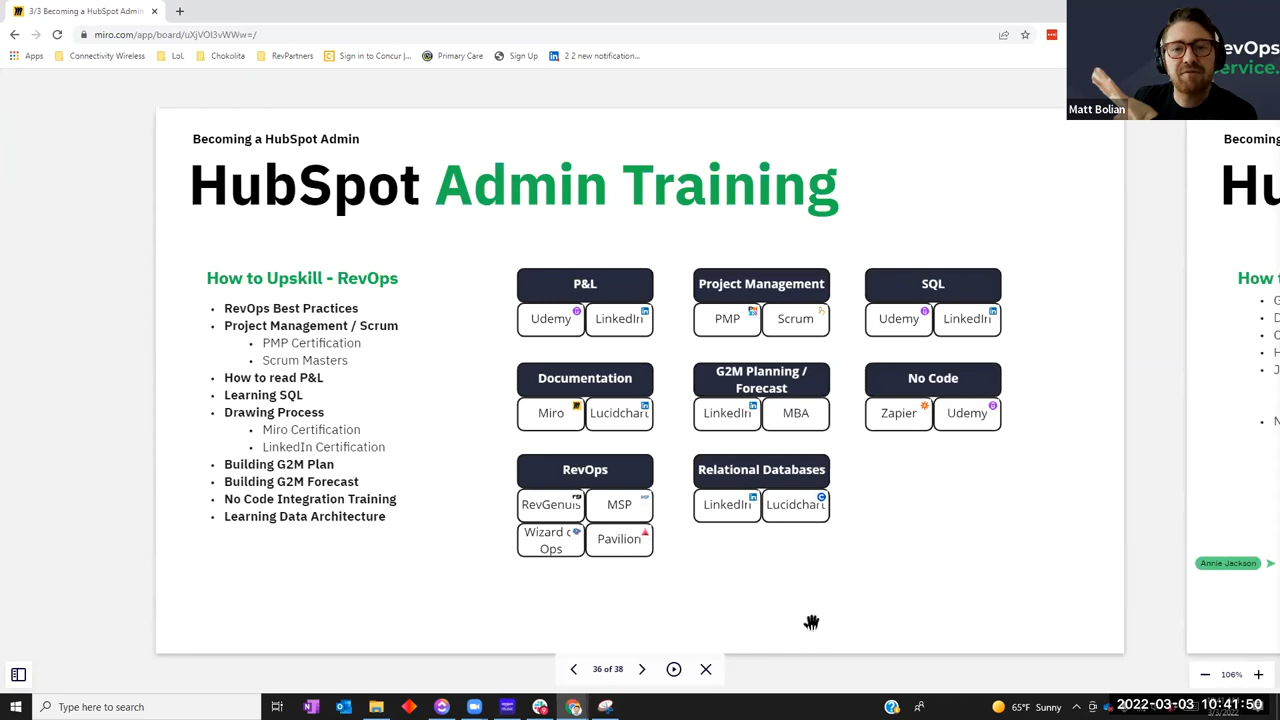 3/3 Becoming a HubSpot Admin
miro.com/app/board/uXjVOI3vWWw=/
Apps
Connectivity Wireless
LoL
Chokolita
RevPartners
Sign in to Concur |...
Primary Care
Sign Up
2 2 new notification...
evOps
ervice.
Matt Bolian
Becoming a HubSpot Admin
HubSpot Admin Training
How to Upskill - RevOps
• RevOps Best Practices
• Project Management / Scrum
• PMP Certification
• Scrum Masters
• How to read P&L
• Learning SQL
• Drawing Process
• Miro Certification
• LinkedIn Certification
• Building G2M Plan
• Building G2M Forecast
• No Code Integration Training
• Learning Data Architecture
P&L
Udemy
LinkedIn
Project Management
PMP
Scrum
SQL
Udemy
LinkedIn
Documentation
Miro
Lucidchart
G2M Planning /
Forecast
LinkedIn
MBA
No Code
Zapier
Udemy
RevOps
RevGenius
MSP
Wizard o
Ops
Pavilion
Relational Databases
LinkedIn
Lucidchart
Becoming
Hu
How t
Annie Jackson
36 of 38
106%
Type here to search
65°F Sunny
2022-03-03 10:41:50